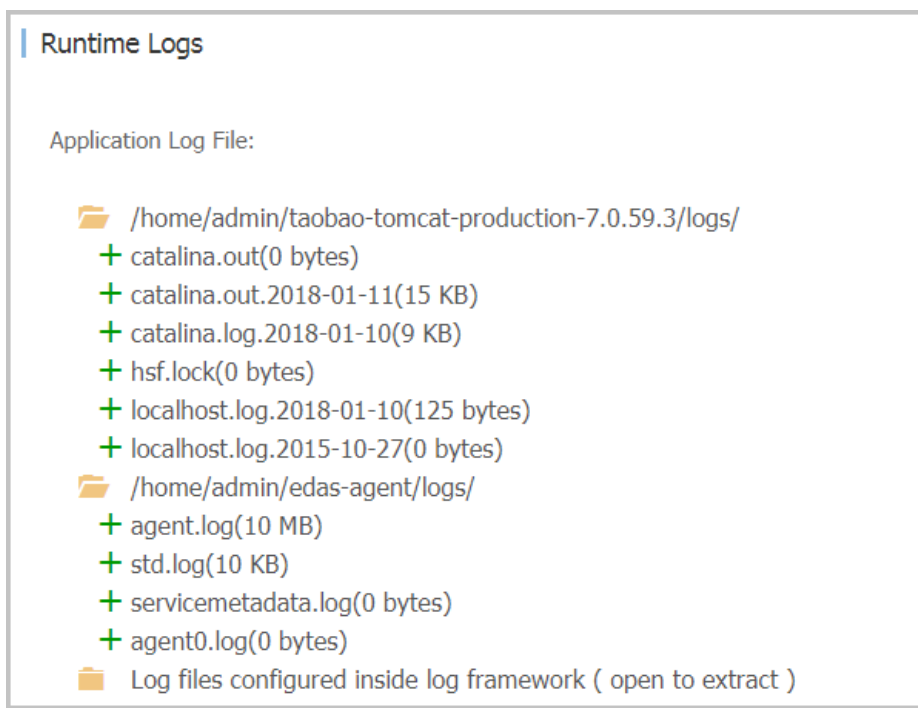 Runtime Logs
Application Log File:
/home/admin/taobao-tomcat-production-7.0.59.3/logs/
catalina.out(0 bytes)
catalina.out.2018-01-11(15 KB)
catalina.log.2018-01-10(9 KB)
hsf.lock(0 bytes)
localhost.log.2018-01-10(125 bytes)
localhost.log.2015-10-27(0 bytes)
/home/admin/edas-agent/logs/
agent.log(10 MB)
std.log(10 KB)
servicemetadata.log(0 bytes)
agent0.log(0 bytes)
Log files configured inside log framework ( open to extract )